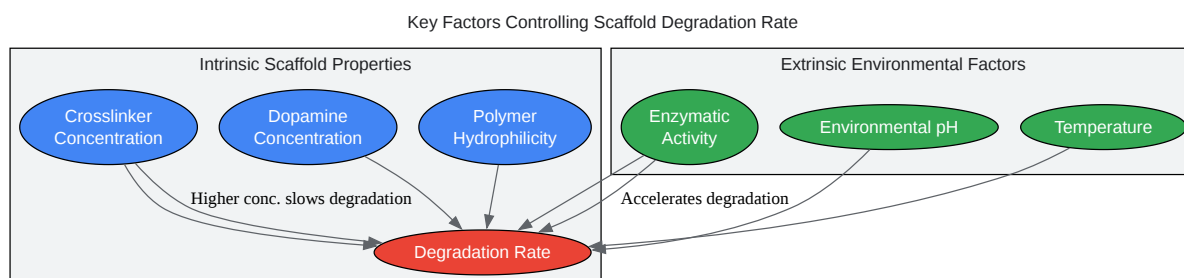 Key Factors Controlling Scaffold Degradation Rate
Intrinsic Scaffold Properties
Extrinsic Environmental Factors
Crosslinker
Concentration
Dopamine
Concentration
Polymer
Hydrophilicity
Enzymatic
Activity
Environmental pH
Temperature
Higher conc. slows degradation
Accelerates degradation
Degradation Rate